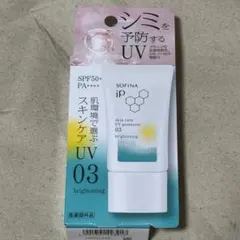 シミを
予防する
UV
SPF50+
PA++++
肌環境で選ぶ
スキンケアUV
03
brightening
SOFINA
iP
skin care
UV protector
03
brightening
医薬部外品